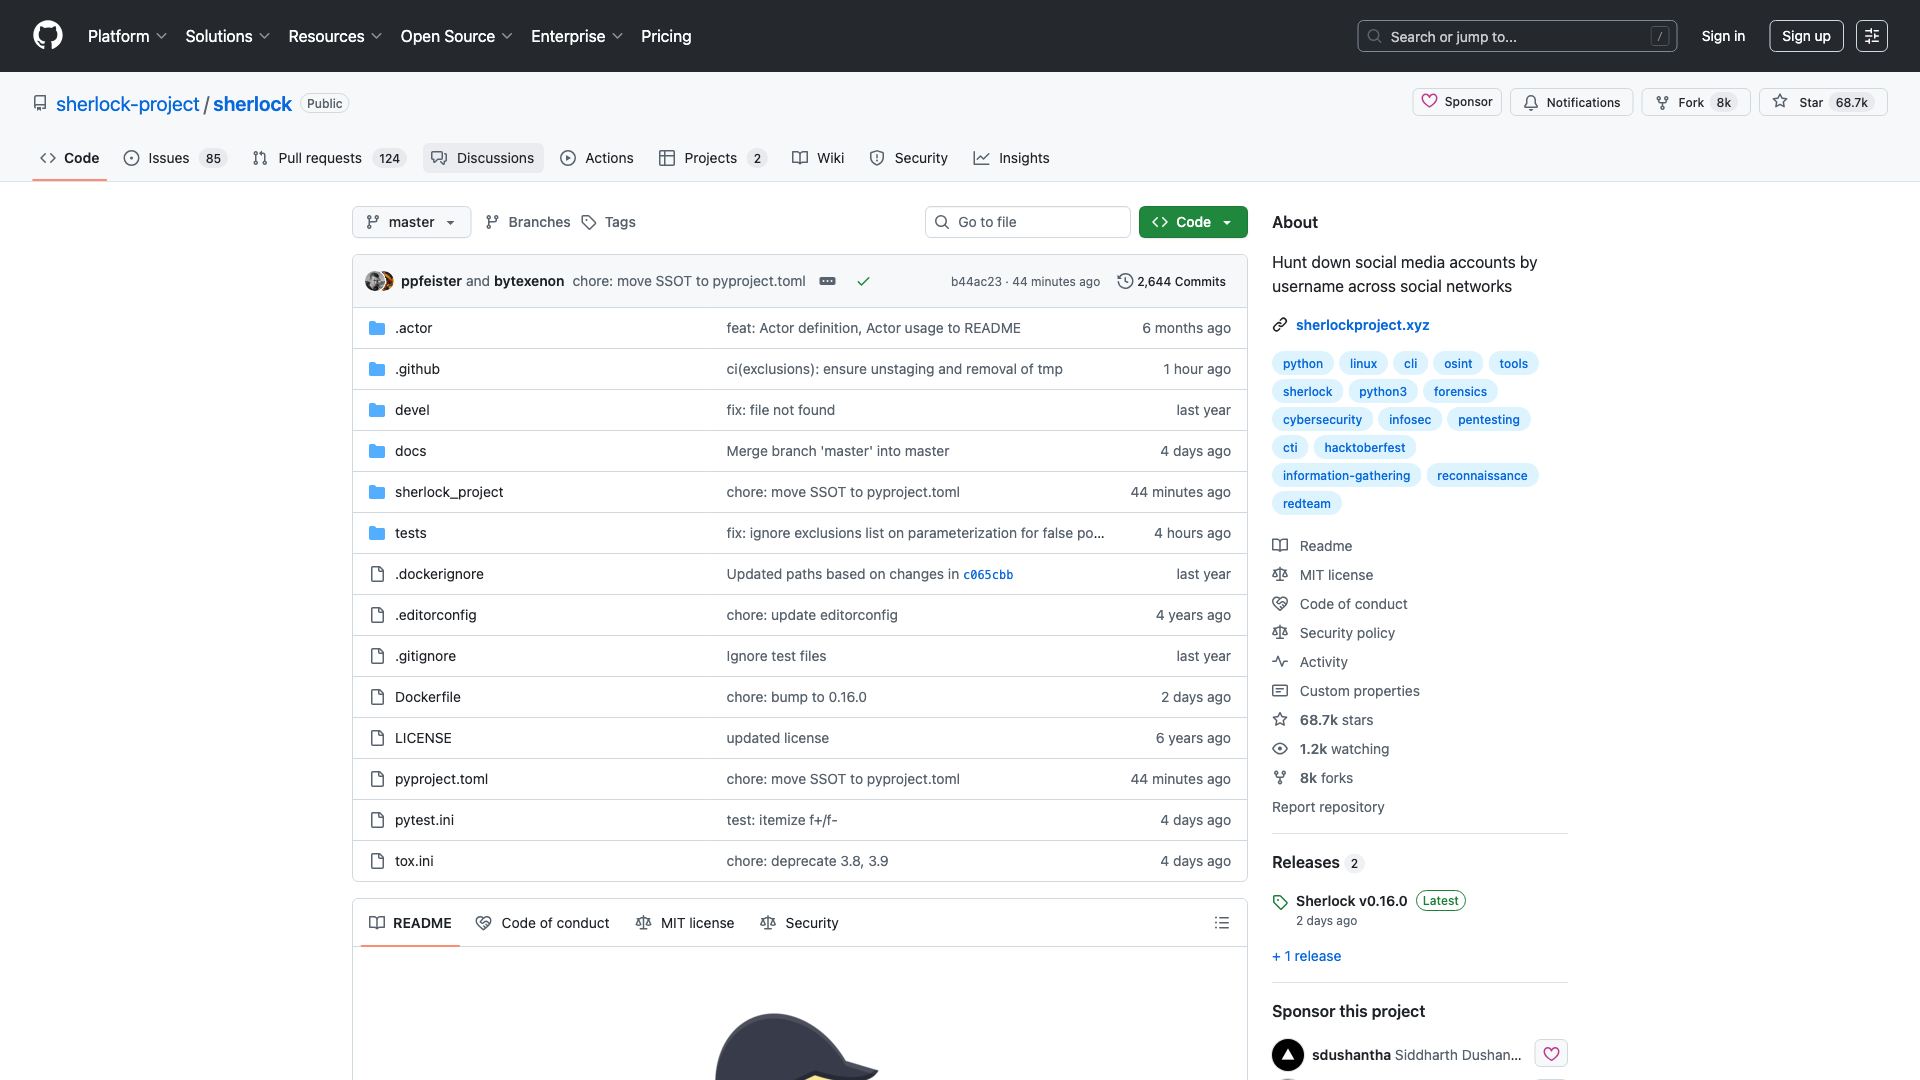 Platform Solutions Resources Open Source Enterprise Pricing Search or jump to... / Sign in Sign up
sherlock-project / sherlock Public Sponsor Notifications Fork 8k Star 68.7k
Code Issues 85 Pull requests 124 Discussions Actions Projects 2 Wiki Security Insights
master Branches Tags Go to file Code
ppfeister and bytexenon chore: move SSOT to pyproject.toml b44ac23 · 44 minutes ago 2,644 Commits
.actor feat: Actor definition, Actor usage to README 6 months ago
.github ci(exclusions): ensure unstaging and removal of tmp 1 hour ago
devel fix: file not found last year
docs Merge branch 'master' into master 4 days ago
sherlock_project chore: move SSOT to pyproject.toml 44 minutes ago
tests fix: ignore exclusions list on parameterization for false po... 4 hours ago
.dockerignore Updated paths based on changes in c065cbb last year
.editorconfig chore: update editorconfig 4 years ago
.gitignore Ignore test files last year
Dockerfile chore: bump to 0.16.0 2 days ago
LICENSE updated license 6 years ago
pyproject.toml chore: move SSOT to pyproject.toml 44 minutes ago
pytest.ini test: itemize f+/f- 4 days ago
tox.ini chore: deprecate 3.8, 3.9 4 days ago
README Code of conduct MIT license Security
About
Hunt down social media accounts by
username across social networks
sherlockproject.xyz
python linux cli osint tools
sherlock python3 forensics
cybersecurity infosec pentesting
cti hacktoberfest
information-gathering reconnaissance
redteam
Readme
MIT license
Code of conduct
Security policy
Activity
Custom properties
68.7k stars
1.2k watching
8k forks
Report repository
Releases 2
Sherlock v0.16.0 Latest
2 days ago
+ 1 release
Sponsor this project
sdushantha Siddharth Dushan...